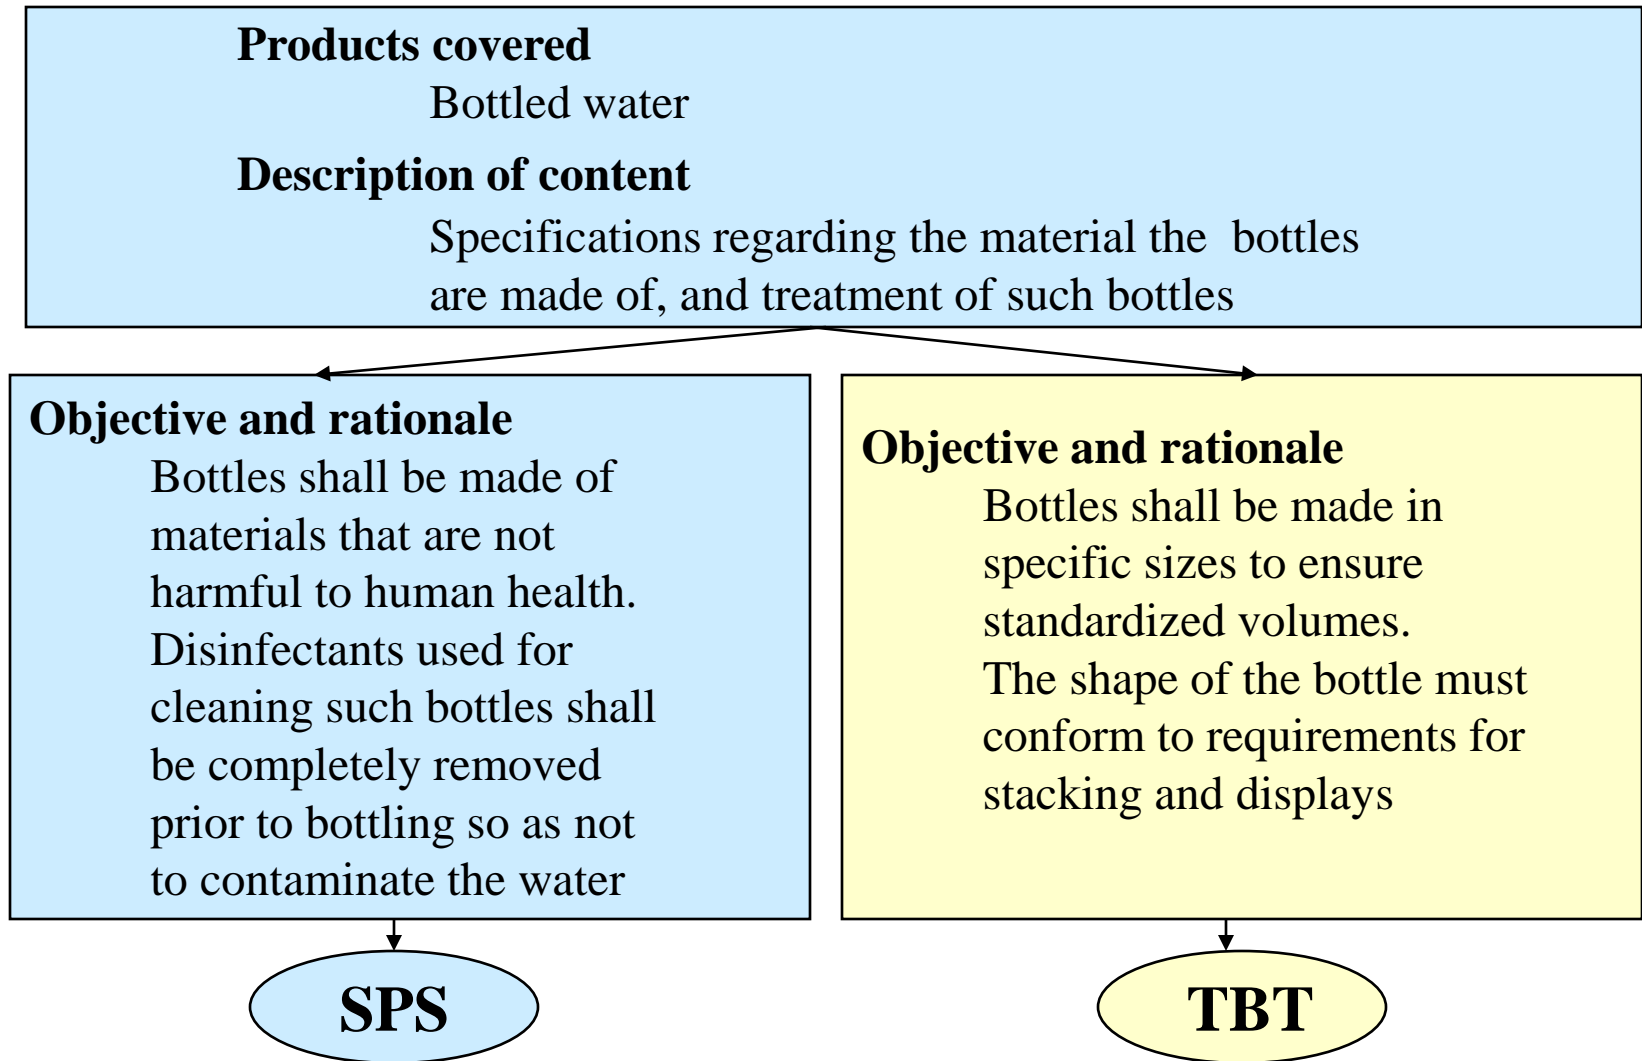 Products covered
Bottled water
Description of content
Specifications regarding the material the bottles
are made of, and treatment of such bottles
Objective and rationale
Bottles shall be made of
materials that are not
harmful to human health.
Disinfectants used for
cleaning such bottles shall
be completely removed
prior to bottling so as not
to contaminate the water
SPS
Objective and rationale
Bottles shall be made in
specific sizes to ensure
standardized volumes.
The shape of the bottle must
conform to requirements for
stacking and displays
TBT